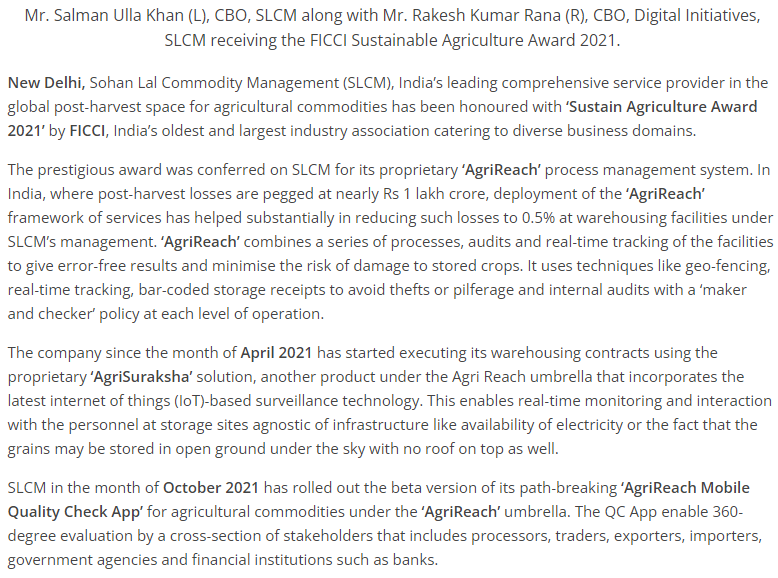 Mr. Salman Ulla Khan (L), CBO, SLCM along with Mr. Rakesh Kumar Rana (R), CBO, Digital Initiatives,
SLCM receiving the FICCI Sustainable Agriculture Award 2021.
New Delhi, Sohan Lal Commodity Management (SLCM), India’s leading comprehensive service provider in the
global post-harvest space for agricultural commodities has been honoured with ‘Sustain Agriculture Award
2021’ by FICCI, India’s oldest and largest industry association catering to diverse business domains.
The prestigious award was conferred on SLCM for its proprietary ‘AgriReach’ process management system. In
India, where post-harvest losses are pegged at nearly Rs 1 lakh crore, deployment of the ‘AgriReach’
framework of services has helped substantially in reducing such losses to 0.5% at warehousing facilities under
SLCM’s management. ‘AgriReach’ combines a series of processes, audits and real-time tracking of the facilities
to give error-free results and minimise the risk of damage to stored crops. It uses techniques like geo-fencing,
real-time tracking, bar-coded storage receipts to avoid thefts or pilferage and internal audits with a ‘maker
and checker’ policy at each level of operation.
The company since the month of April 2021 has started executing its warehousing contracts using the
proprietary ‘AgriSuraksha’ solution, another product under the Agri Reach umbrella that incorporates the
latest internet of things (IoT)-based surveillance technology. This enables real-time monitoring and interaction
with the personnel at storage sites agnostic of infrastructure like availability of electricity or the fact that the
grains may be stored in open ground under the sky with no roof on top as well.
SLCM in the month of October 2021 has rolled out the beta version of its path-breaking ‘AgriReach Mobile
Quality Check App’ for agricultural commodities under the ‘AgriReach’ umbrella. The QC App enable 360-
degree evaluation by a cross-section of stakeholders that includes processors, traders, exporters, importers,
government agencies and financial institutions such as banks.